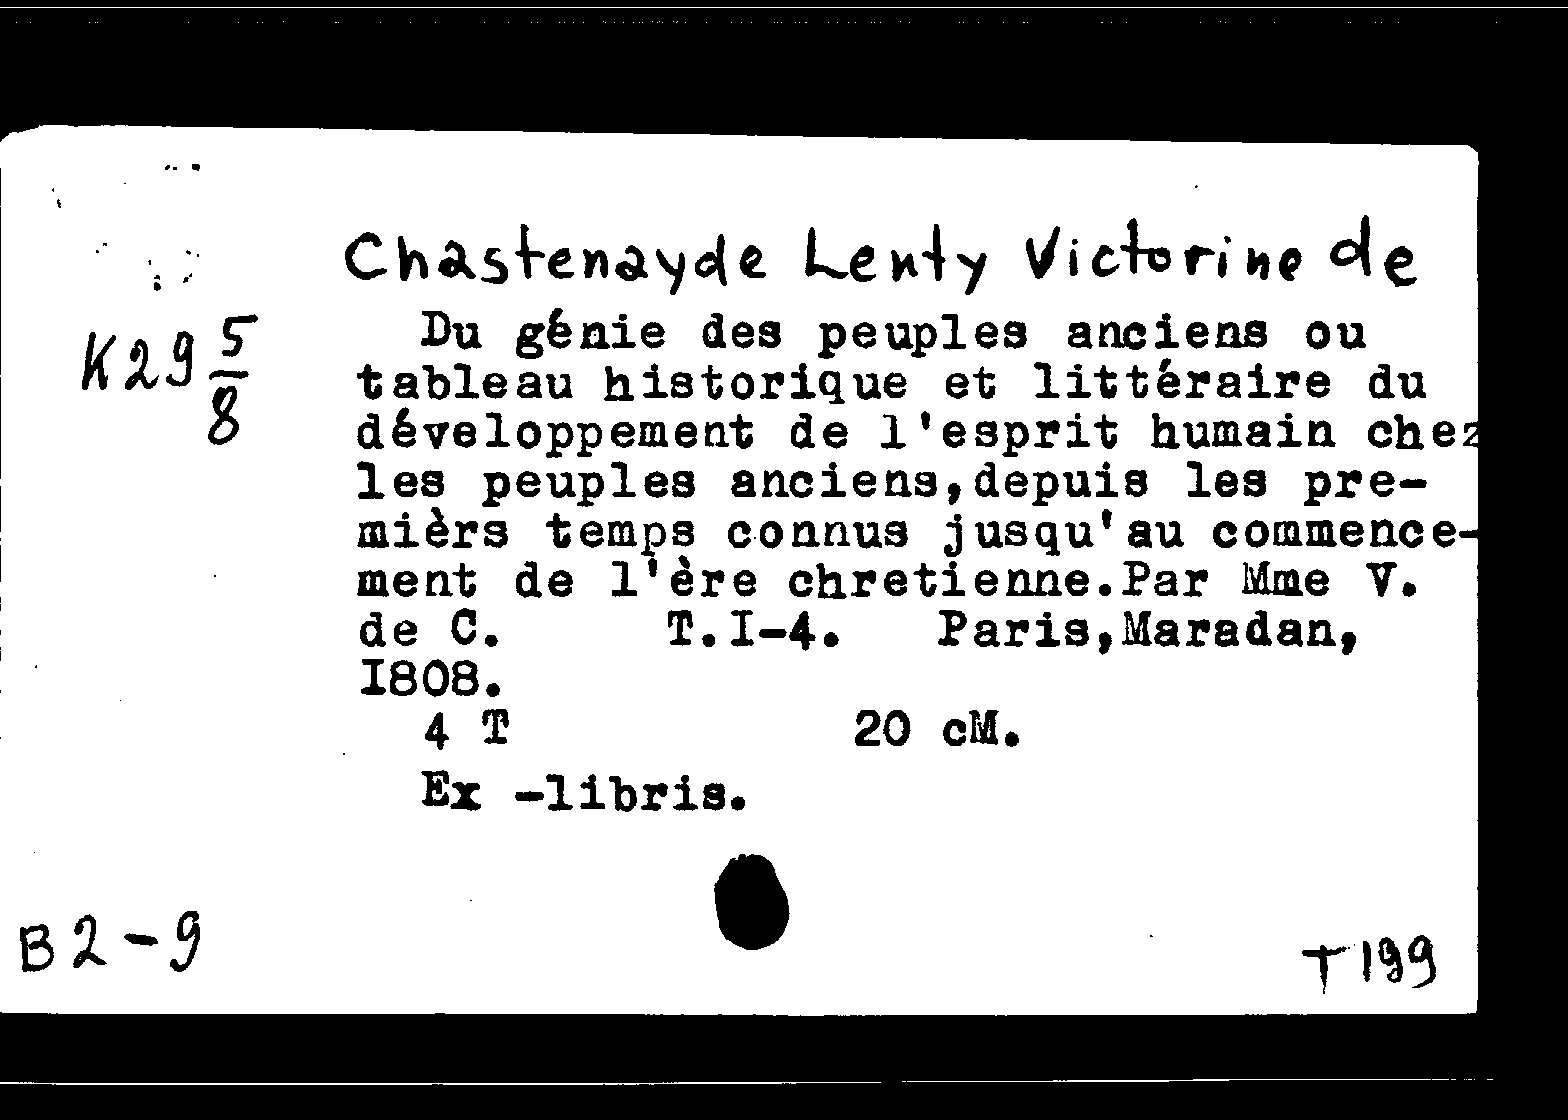 Chastenayde Lenty Victorine de
K29 5/8
Du génie des peuples anciens ou
tableau historique et littéraire du
développement de l'esprit humain chez
les peuples anciens,depuis les pre-
mièrs temps connus jusqu'au commence-
ment de l'ère chretienne.Par Mme V.
de C. T.I-4. Paris,Maradan,
I808.
4 T 20 cM.
Ex -libris.
B2-9
T199